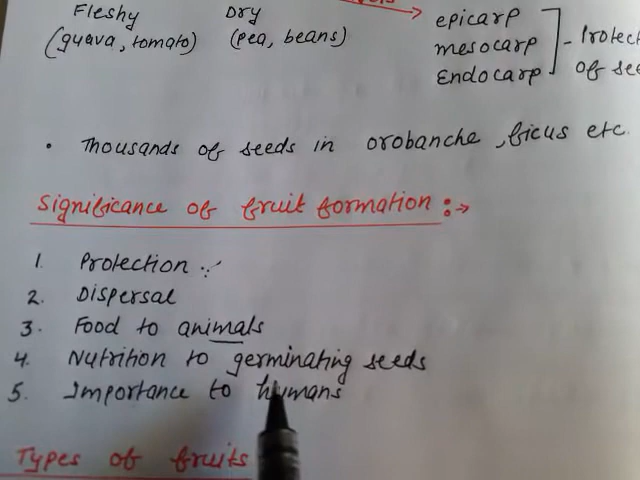 Fleshy Dry epicarp
(guava, tomato) (pea, beans) mesocarp
Endocarp of
• Thousands of seeds in orobanche, ficus etc.
Significance of fruit formation :→
1. Protection
2. Dispersal
3. Food to animals
4. Nutrition to germinating seeds
5. Importance to humans
Types of fruits